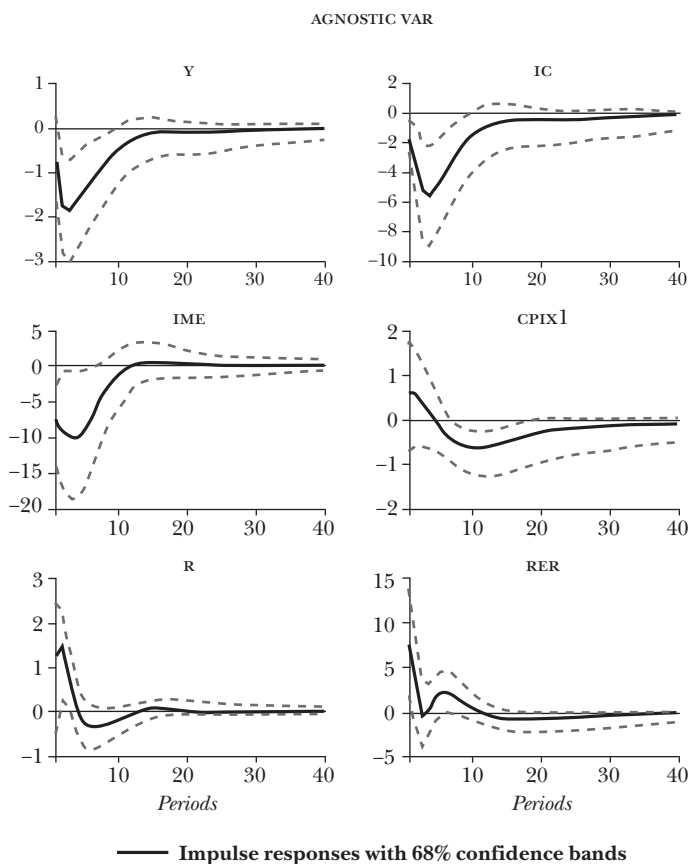 AGNOSTIC VAR
Y
1
0
−1
−2
−3
10 20 30 40
IC
2
0
−2
−4
−6
−8
−10
10 20 30 40
IME
5
0
−5
−10
−15
−20
10 20 30 40
CPIX1
2
1
0
−1
−2
10 20 30 40
R
3
2
1
0
−1
10 20 30 40
Periods
RER
15
10
5
0
−5
10 20 30 40
Periods
Impulse responses with 68% confidence bands